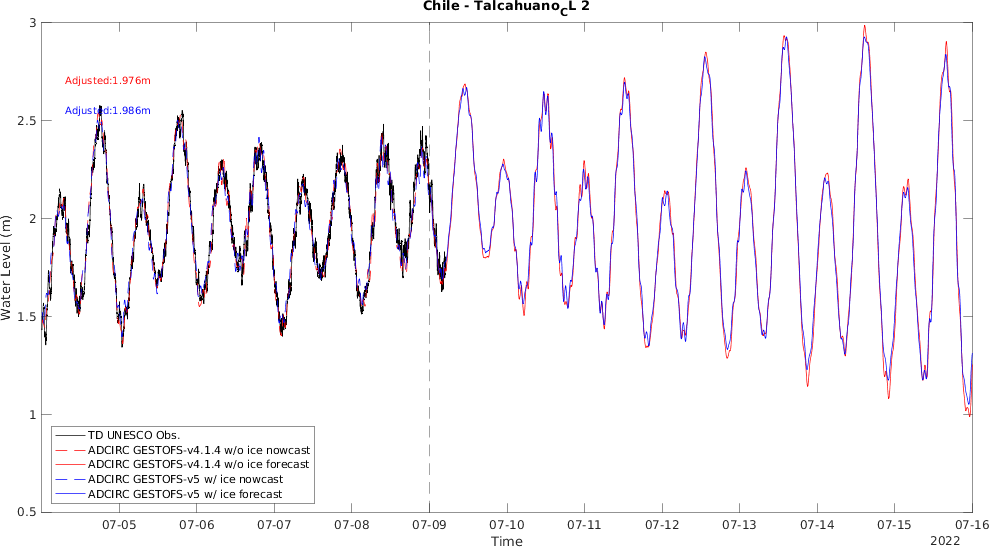 Chile - Talcahuano_CL 2
3
Adjusted:1.976m
Adjusted:1.986m
2.5
2
Water Level (m)
1.5
1
0.5
TD UNESCO Obs.
ADCIRC GESTOFS-v4.1.4 w/o ice nowcast
ADCIRC GESTOFS-v4.1.4 w/o ice forecast
ADCIRC GESTOFS-v5 w/ ice nowcast
ADCIRC GESTOFS-v5 w/ ice forecast
07-05 07-06 07-07 07-08 07-09 07-10 07-11 07-12 07-13 07-14 07-15 07-16
Time
2022